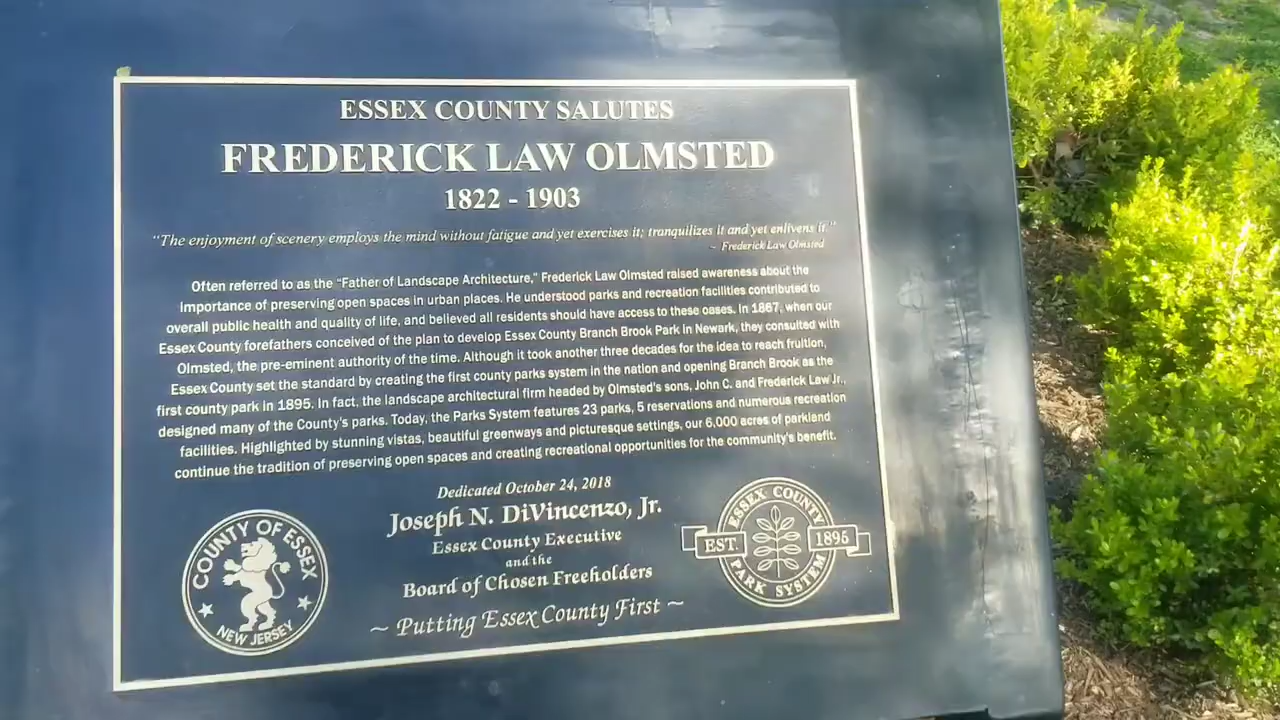 ESSEX COUNTY SALUTES
FREDERICK LAW OLMSTED
1822 - 1903
"The enjoyment of scenery employs the mind without fatigue and yet exercises it; tranquilizes it and yet enlivens it."
~ Frederick Law Olmsted
Often referred to as the "Father of Landscape Architecture," Frederick Law Olmsted raised awareness about the
importance of preserving open spaces in urban places. He understood parks and recreation facilities contributed to
overall public health and quality of life, and believed all residents should have access to these oases. In 1867, when our
Essex County forefathers conceived of the plan to develop Essex County Branch Brook Park in Newark, they consulted with
Olmsted, the pre-eminent authority of the time. Although it took another three decades for the idea to reach fruition,
Essex County set the standard by creating the first county parks system in the nation and opening Branch Brook as the
first county park in 1895. In fact, the landscape architectural firm headed by Olmsted's sons, John C. and Frederick Law Jr.,
designed many of the County's parks. Today, the Parks System features 23 parks, 5 reservations and numerous recreation
facilities. Highlighted by stunning vistas, beautiful greenways and picturesque settings, our 6,000 acres of parkland
continue the tradition of preserving open spaces and creating recreational opportunities for the community's benefit.
Dedicated October 24, 2018
Joseph N. DiVincenzo, Jr.
Essex County Executive
and the
Board of Chosen Freeholders
~ Putting Essex County First ~
COUNTY OF ESSEX
NEW JERSEY
ESSEX COUNTY
EST. 1895
PARK SYSTEM